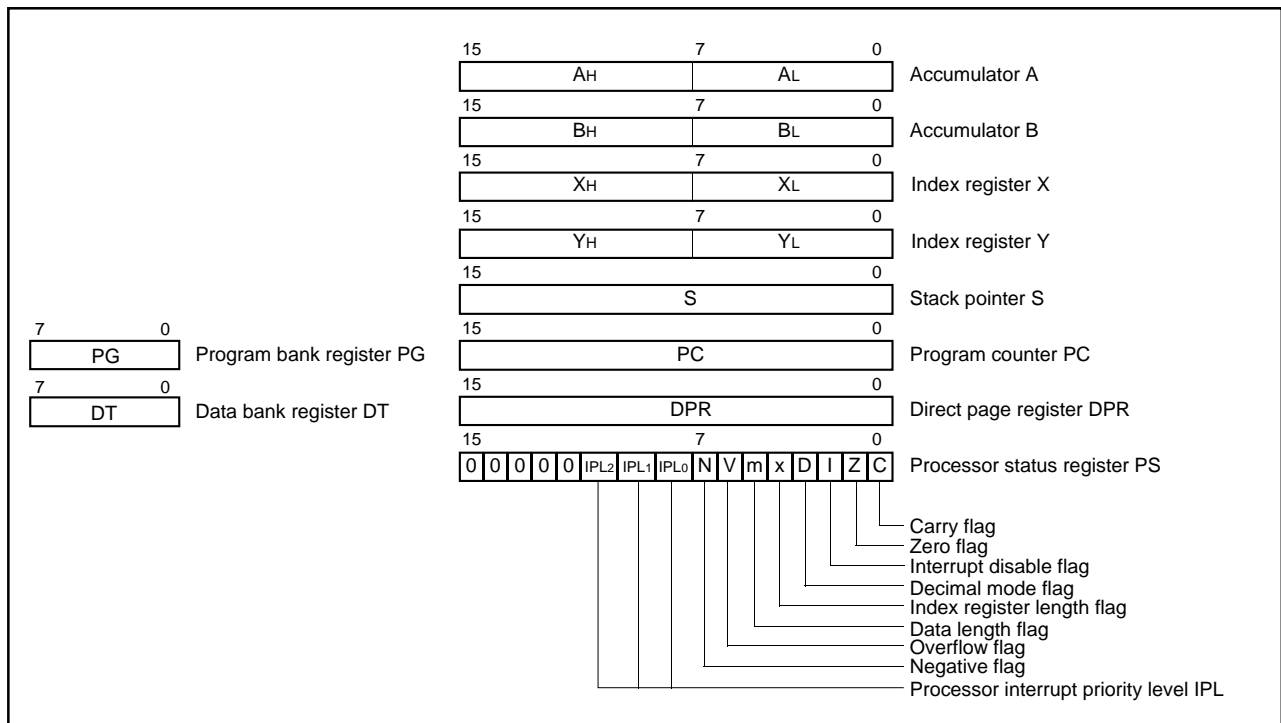 15 7 0
AH AL Accumulator A
15 7 0
BH BL Accumulator B
15 7 0
XH XL Index register X
15 7 0
YH YL Index register Y
15 0
S Stack pointer S
7 0 15 0
PG Program bank register PG PC Program counter PC
7 0 15 0
DT Data bank register DT DPR Direct page register DPR
15 7 0
0 0 0 0 0 IPL2 IPL1 IPL0 N V m x D I Z C Processor status register PS
Carry flag
Zero flag
Interrupt disable flag
Decimal mode flag
Index register length flag
Data length flag
Overflow flag
Negative flag
Processor interrupt priority level IPL